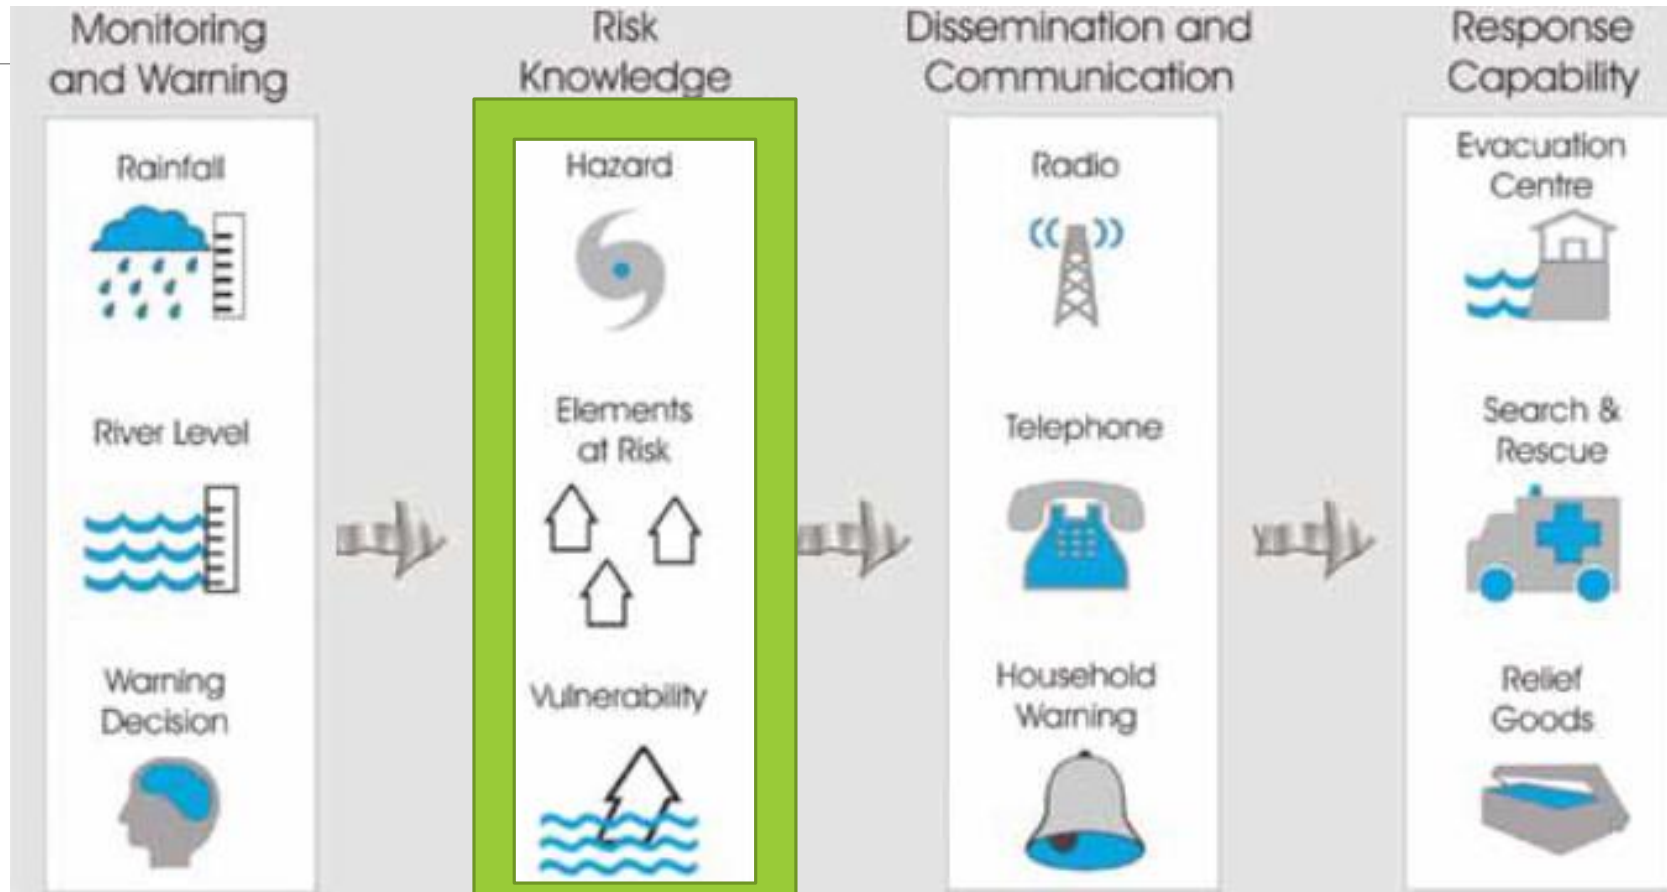 Monitoring
and Warning
Rainfall
River Level
Warning
Decision
Risk
Knowledge
Hazard
Elements
at Risk
Vulnerability
Dissemination and
Communication
Radio
Telephone
Household
Warning
Response
Capability
Evacuation
Centre
Search &
Rescue
Relief
Goods